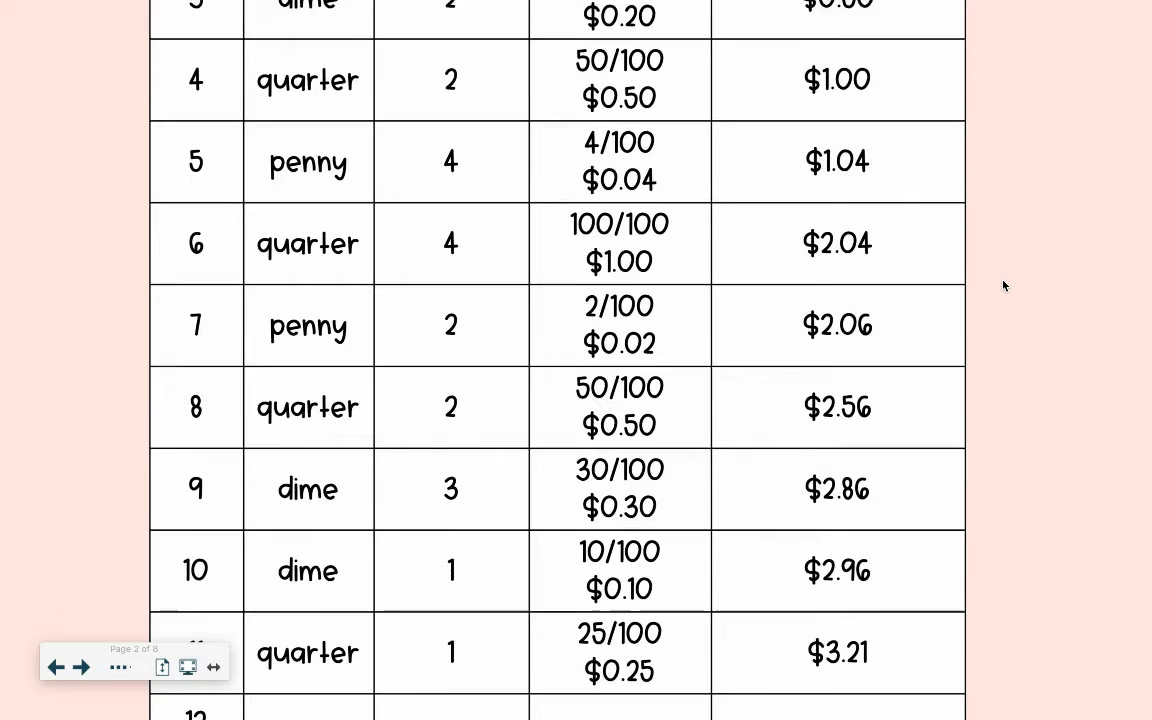 3 dime 2 $0.20
4 quarter 2 50/100 $1.00
$0.50
5 penny 4 4/100 $1.04
$0.04
6 quarter 4 100/100 $2.04
$1.00
7 penny 2 2/100 $2.06
$0.02
8 quarter 2 50/100 $2.56
$0.50
9 dime 3 30/100 $2.86
$0.30
10 dime 1 10/100 $2.96
$0.10
quarter 1 25/100 $3.21
$0.25
Page 2 of 8
12